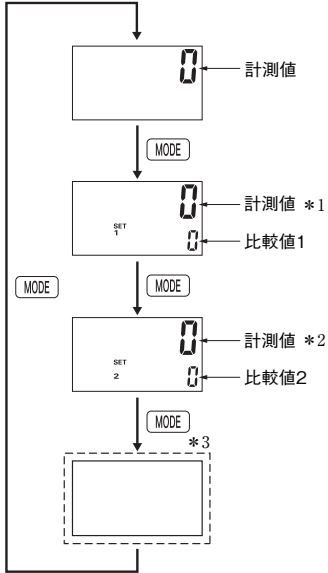 0 計測値
MODE
0 計測値 *1
SET
1
0 比較値1
MODE
MODE
0 計測値 *2
SET
2
0 比較値2
MODE
*3